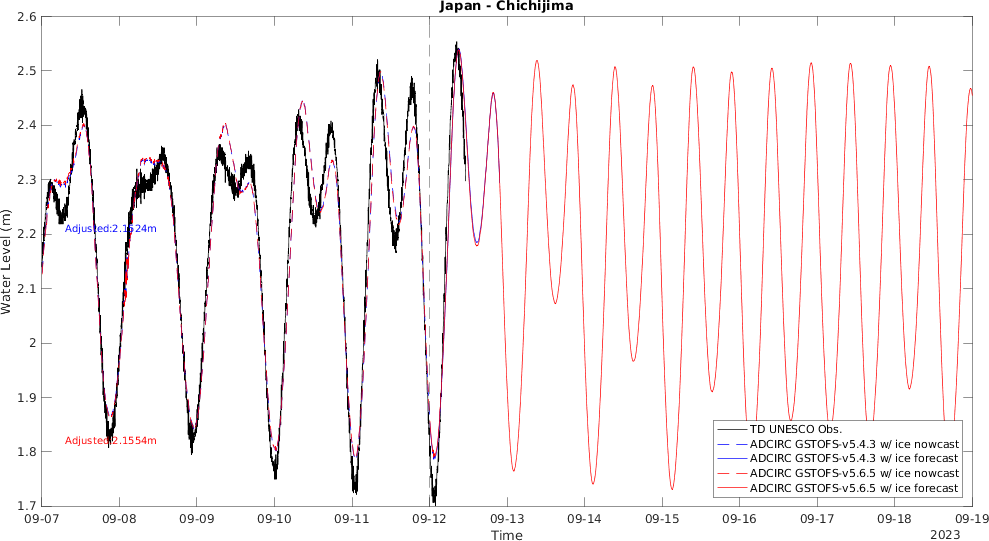 Japan - Chichijima
2.6
2.5
2.4
2.3
2.2
2.1
2
1.9
1.8
1.7
Water Level (m)
Adjusted:2.1524m
Adjusted:2.1554m
TD UNESCO Obs.
ADCIRC GSTOFS-v5.4.3 w/ ice nowcast
ADCIRC GSTOFS-v5.4.3 w/ ice forecast
ADCIRC GSTOFS-v5.6.5 w/ ice nowcast
ADCIRC GSTOFS-v5.6.5 w/ ice forecast
09-07 09-08 09-09 09-10 09-11 09-12 09-13 09-14 09-15 09-16 09-17 09-18 09-19
Time
2023